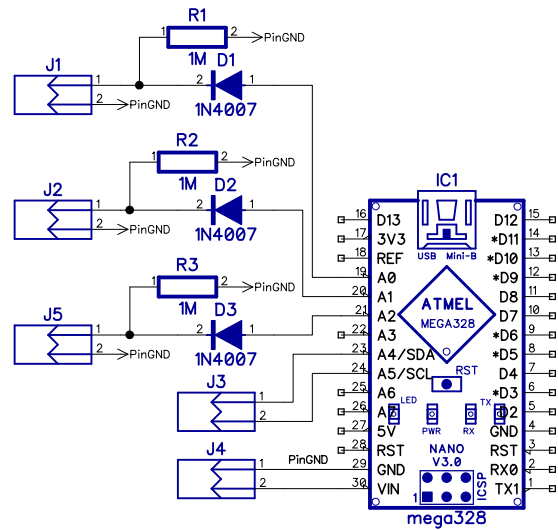 R1
PinGND
1 2
1M
J1
D1
1 2 1
2 PinGND
1N4007
R2
PinGND
1 2
1M
J2
D2
1 2 1
2 PinGND
1N4007
IC1
R3
PinGND
1 2
1M
J5
D3
1 2 1
2 PinGND
1N4007
J3
1
2
J4
PinGND
1
2
USB Mini-B
16 D13 D12 15
17 3V3 *D11 14
18 REF *D10 13
19 A0 *D9 12
20 A1 D8 11
21 A2 D7 10
22 A3 *D6 9
23 A4/SDA *D5 8
24 A5/SCL D4 7
25 A6 *D3 6
26 A7 D2 5
27 5V GND 4
28 RST RST 3
29 GND RX0 2
30 VIN TX1 1
ATMEL
MEGA328
RST
LED TX
PWR RX
NANO
V3.0
ICSP
1
mega328